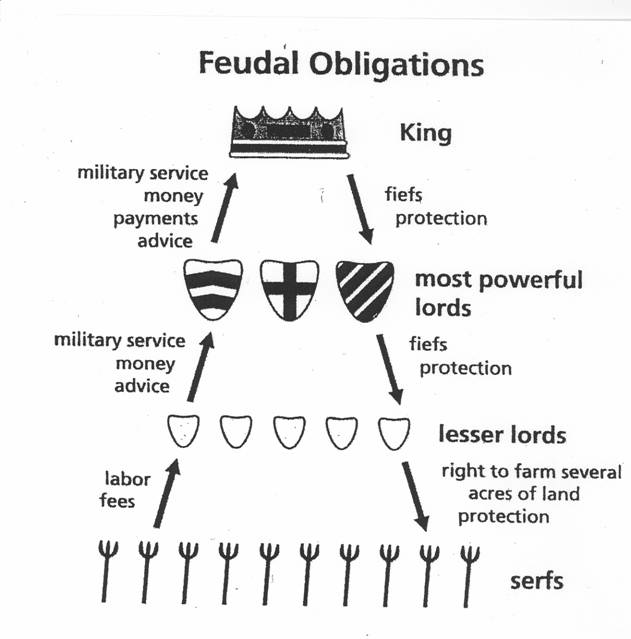 Feudal Obligations
King
military service
money
payments
advice
fiefs
protection
most powerful
lords
military service
money
advice
fiefs
protection
lesser lords
labor
fees
right to farm several
acres of land
protection
serfs